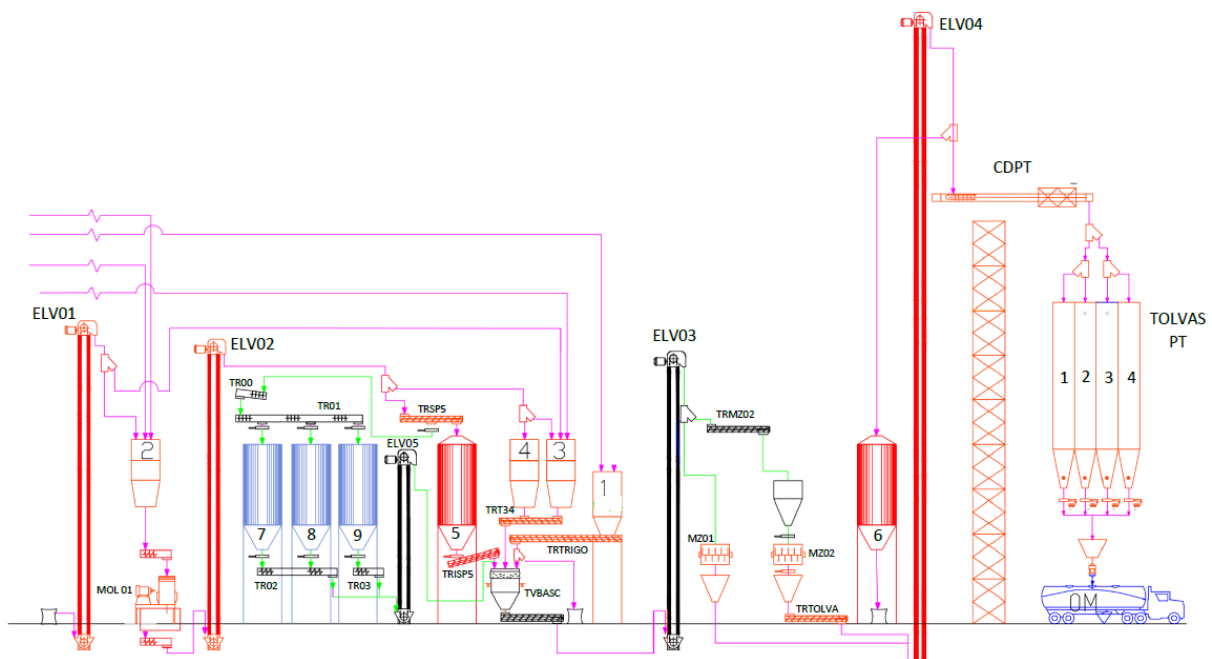 ELV04
CDPT
ELV01
ELV02
ELV03
TOLVAS
PT
TR00
TR01
TRSP5
TRMZ02
ELV05
1 2 3 4
2
4
3
1
7
8
9
5
6
TRT34
TRTRIGO
MZ01
MZ02
MOL 01
TR02
TR03
TRISP5
TVBASC
TRTOLVA
OM